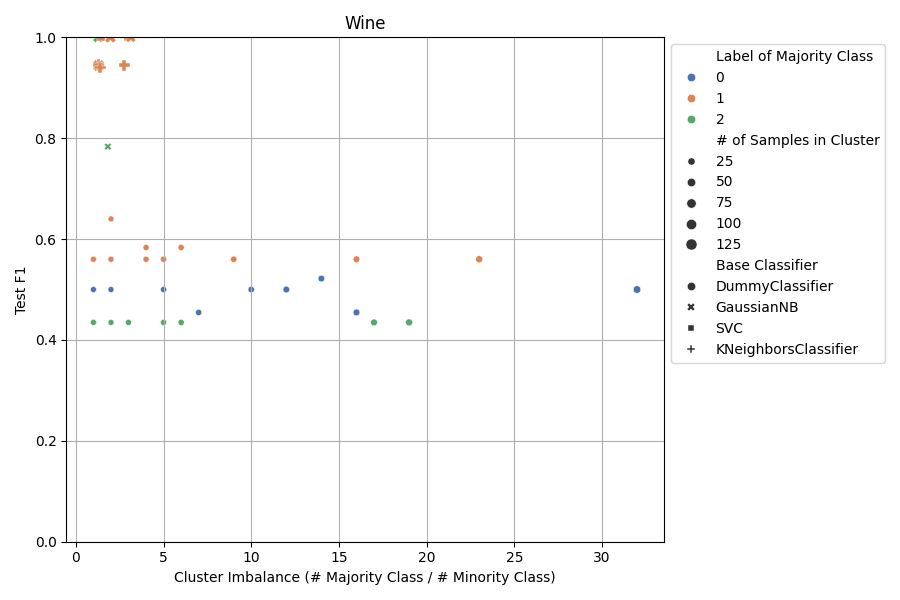 Wine
1.0
0.8
0.6
0.4
0.2
0.0
Test F1
0 5 10 15 20 25 30
Cluster Imbalance (# Majority Class / # Minority Class)
Label of Majority Class
0
1
2
# of Samples in Cluster
25
50
75
100
125
Base Classifier
DummyClassifier
GaussianNB
SVC
KNeighborsClassifier